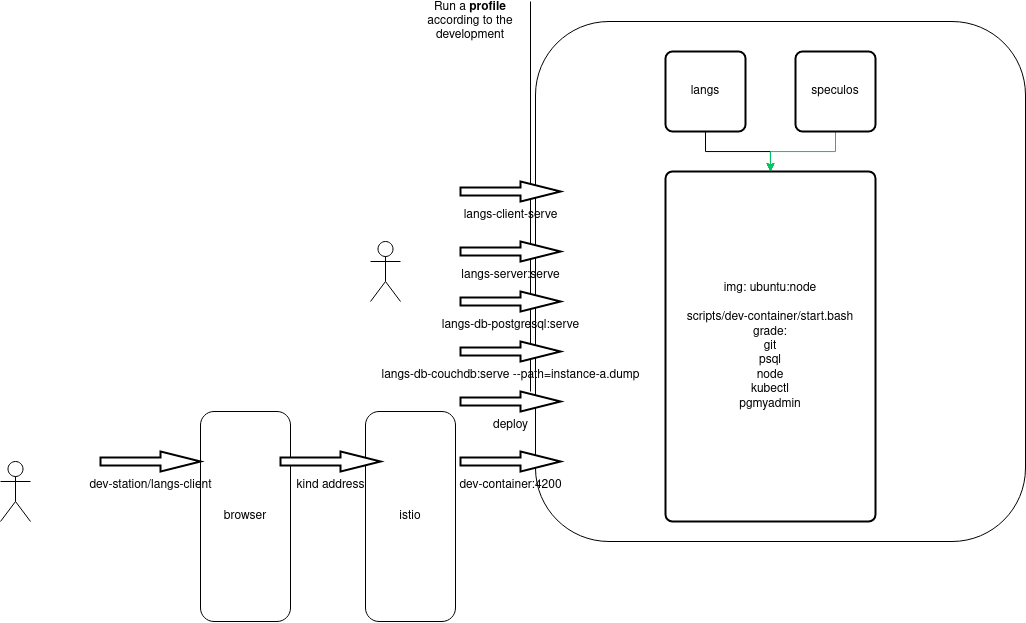 Run a profile
according to the
development
langs
speculos
langs-client-serve
langs-server:serve
langs-db-postgresql:serve
langs-db-couchdb:serve --path=instance-a.dump
deploy
img: ubuntu:node
scripts/dev-container/start.bash
grade:
git
psql
node
kubectl
pgmyadmin
dev-station/langs-client
kind address
dev-container:4200
browser
istio